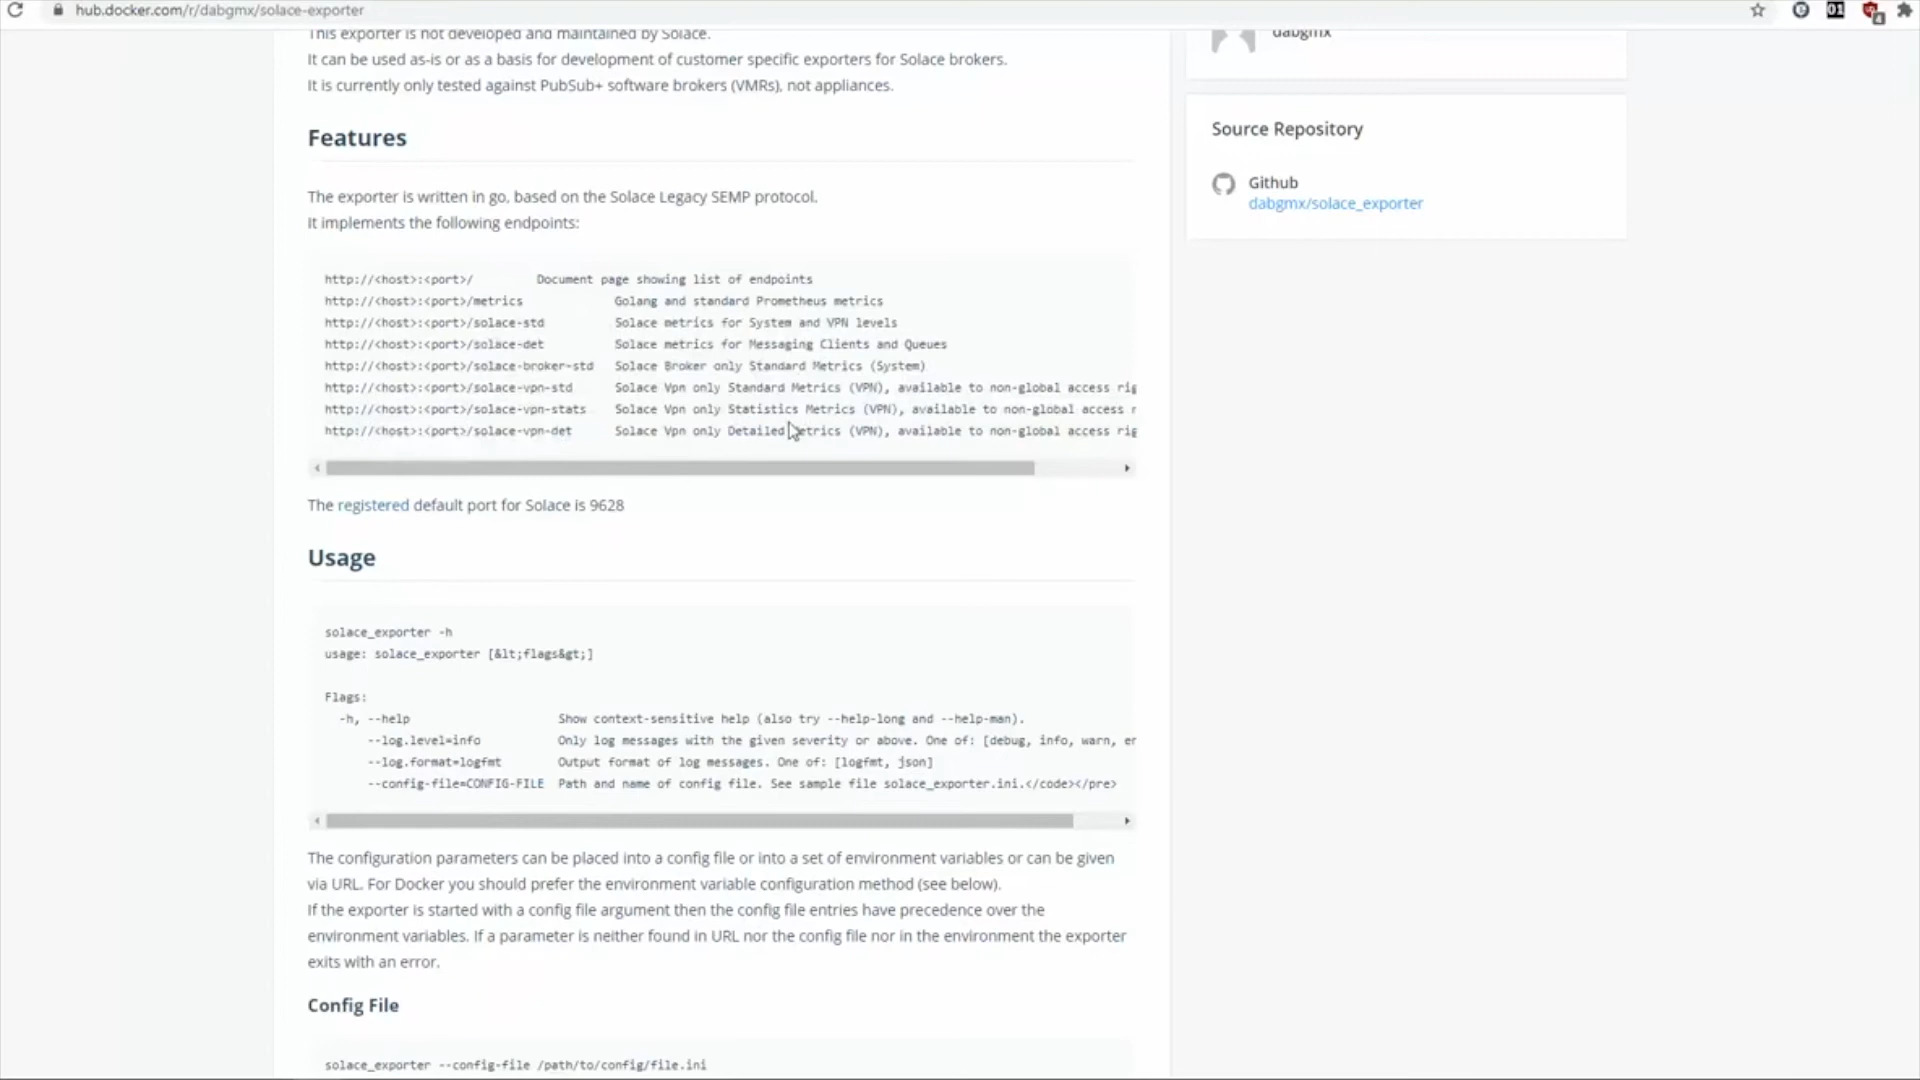 hub.docker.com/r/dabgmx/solace-exporter
01
4
This exporter is not developed and maintained by Solace.
It can be used as-is or as a basis for development of customer specific exporters for Solace brokers.
It is currently only tested against PubSub+ software brokers (VMRs), not appliances.
Features
The exporter is written in go, based on the Solace Legacy SEMP protocol.
It implements the following endpoints:
http://<host>:<port>/ Document page showing list of endpoints
http://<host>:<port>/metrics Golang and standard Prometheus metrics
http://<host>:<port>/solace-std Solace metrics for System and VPN levels
http://<host>:<port>/solace-det Solace metrics for Messaging Clients and Queues
http://<host>:<port>/solace-broker-std Solace Broker only Standard Metrics (System)
http://<host>:<port>/solace-vpn-std Solace Vpn only Standard Metrics (VPN), available to non-global access rig
http://<host>:<port>/solace-vpn-stats Solace Vpn only Statistics Metrics (VPN), available to non-global access r
http://<host>:<port>/solace-vpn-det Solace Vpn only Detailed Metrics (VPN), available to non-global access rig
The registered default port for Solace is 9628
Usage
solace_exporter -h
usage: solace_exporter [&lt;flags&gt;]
Flags:
-h, --help Show context-sensitive help (also try --help-long and --help-man).
--log.level=info Only log messages with the given severity or above. One of: [debug, info, warn, er
--log.format=logfmt Output format of log messages. One of: [logfmt, json]
--config-file=CONFIG-FILE Path and name of config file. See sample file solace_exporter.ini.</code></pre>
The configuration parameters can be placed into a config file or into a set of environment variables or can be given
via URL. For Docker you should prefer the environment variable configuration method (see below).
If the exporter is started with a config file argument then the config file entries have precedence over the
environment variables. If a parameter is neither found in URL nor the config file nor in the environment the exporter
exits with an error.
Config File
solace_exporter --config-file /path/to/config/file.ini
dabgmx
Source Repository
Github
dabgmx/solace_exporter